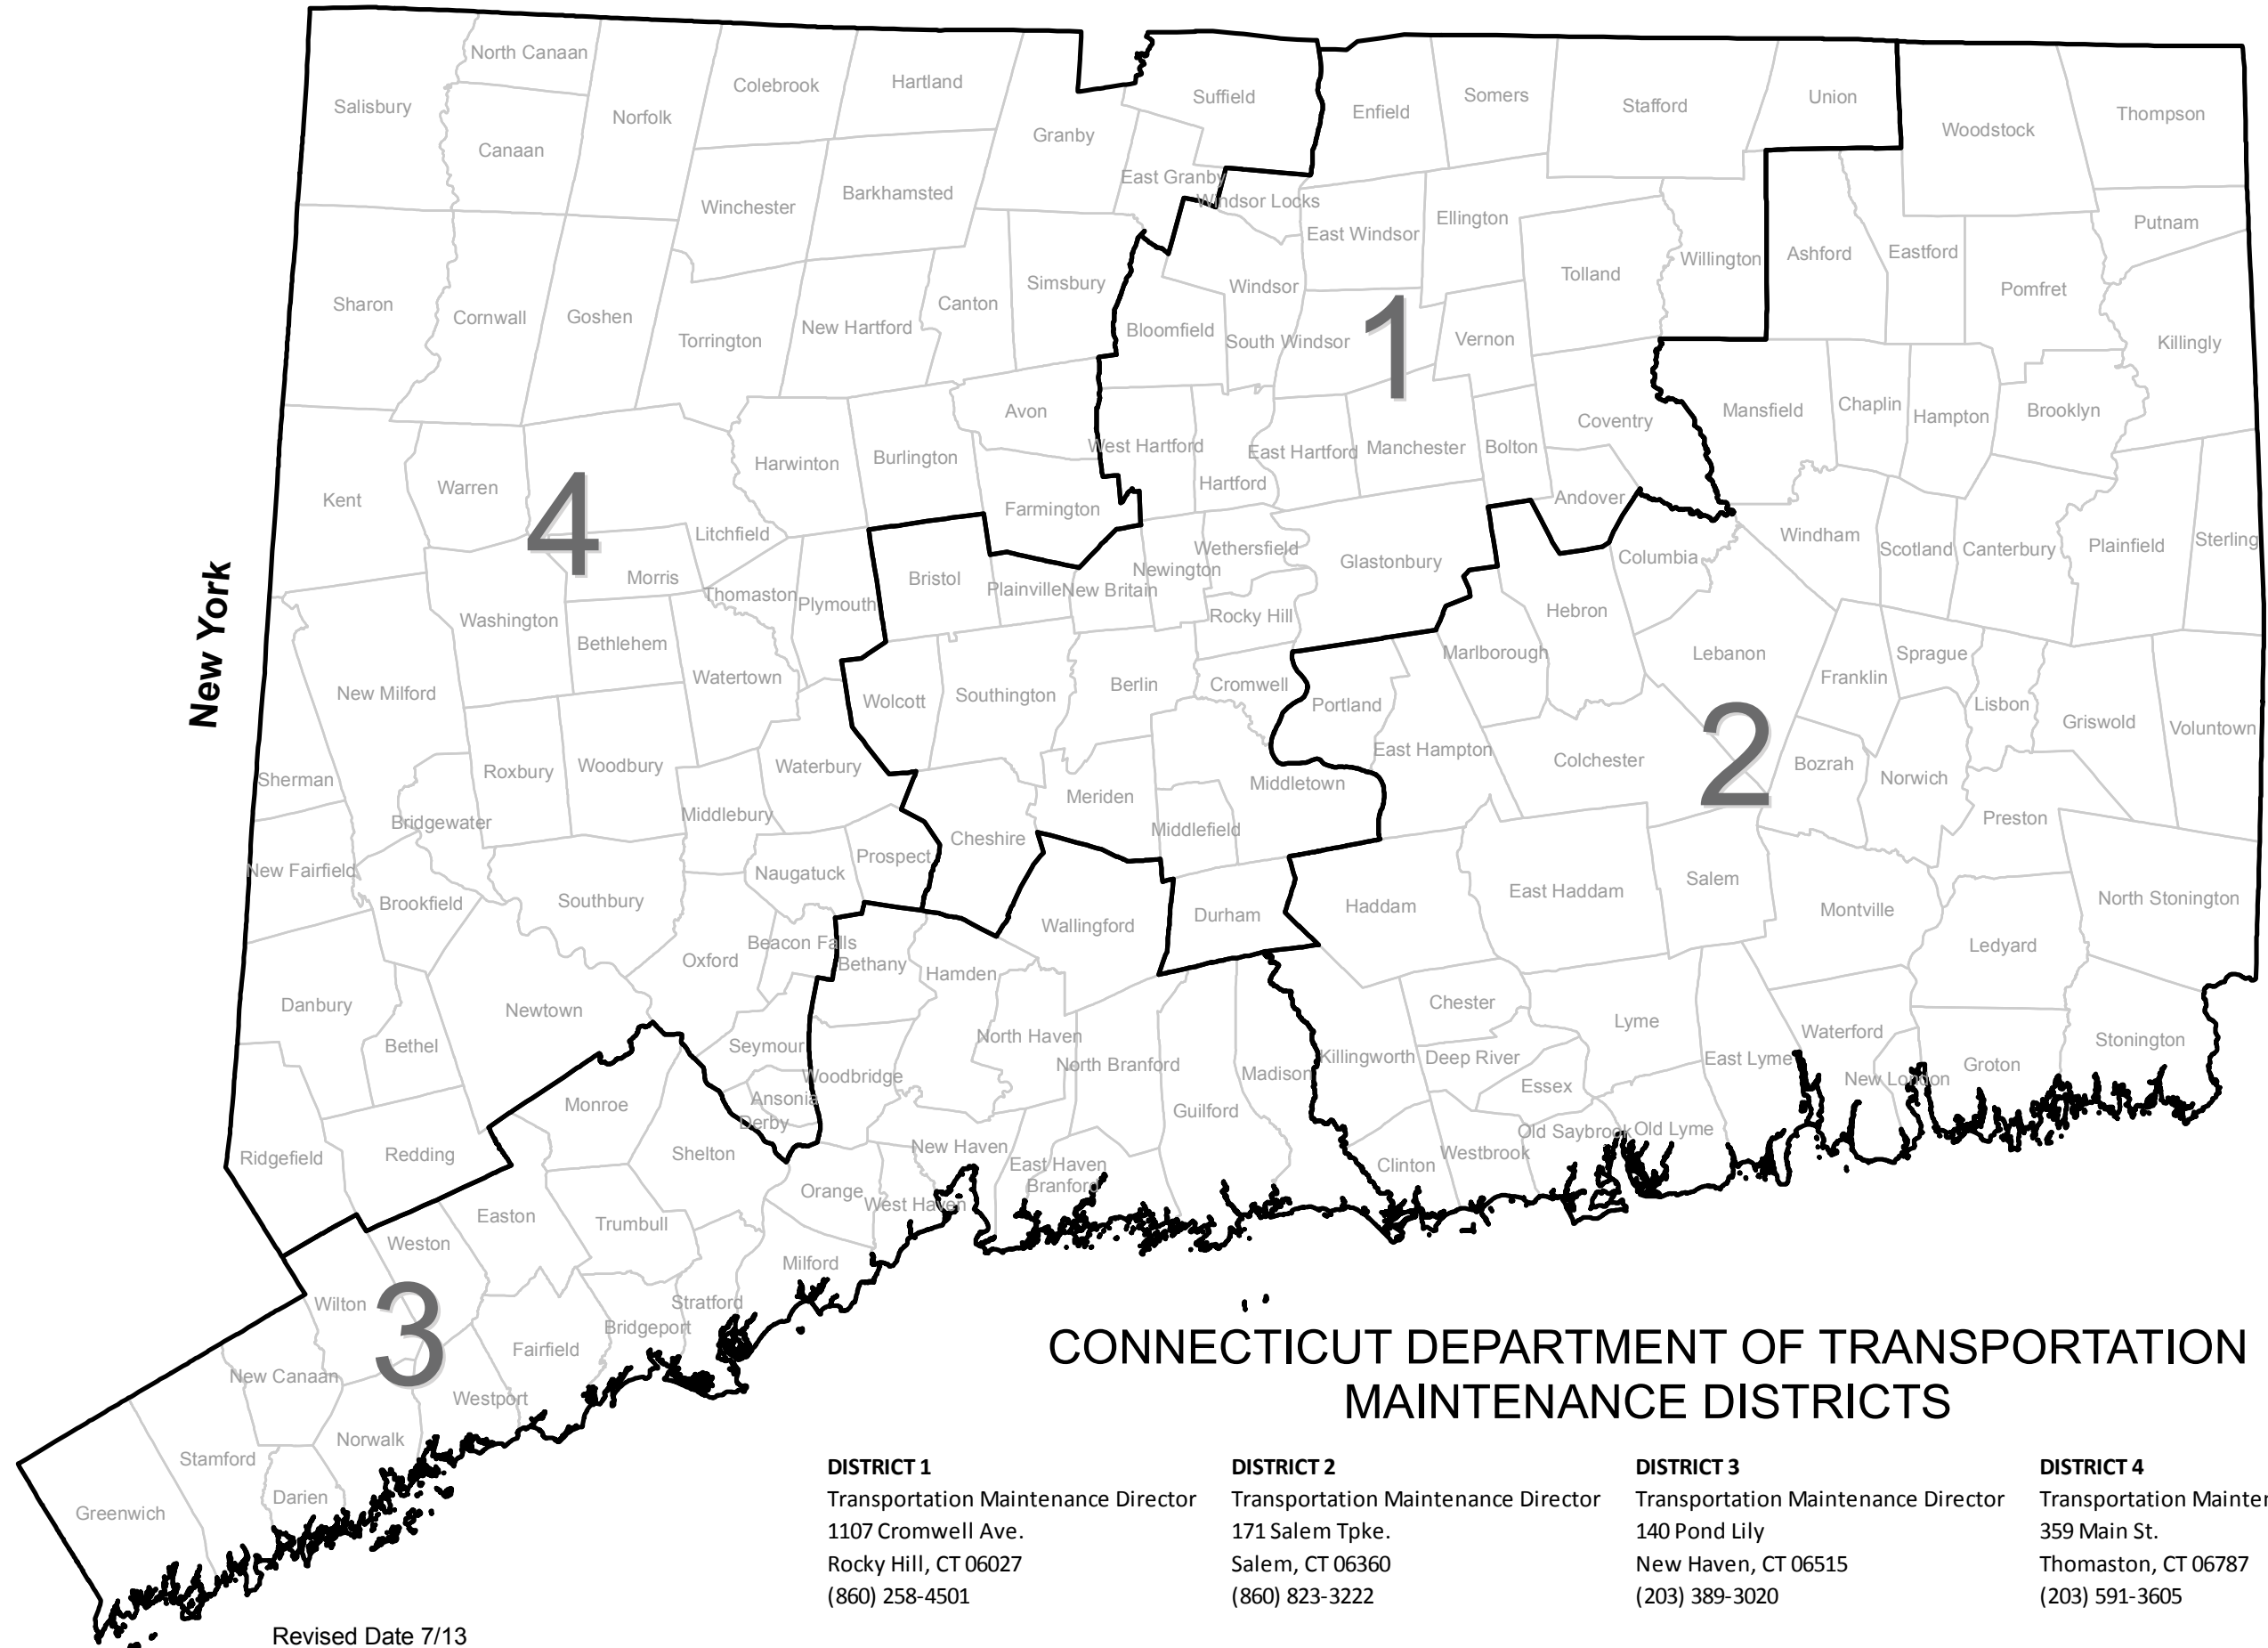 North Canaan
Colebrook
Hartland
Salisbury
Norfolk
Canaan
Granby
Suffield
Enfield
Somers
Stafford
Union
Woodstock
Thompson
East Granby
Windsor Locks
Winchester
Barkhamsted
Ellington
East Windsor
Putnam
Willington
Ashford
Eastford
Tolland
Pomfret
Sharon
Cornwall
Goshen
Torrington
New Hartford
Canton
Simsbury
Windsor
Bloomfield
South Windsor
1
Vernon
Killingly
Avon
Mansfield
Chaplin
Hampton
Brooklyn
Coventry
West Hartford
East Hartford
Manchester
Bolton
Harwinton
Burlington
Hartford
Andover
Kent
Warren
4
Litchfield
Farmington
Windham
Scotland
Canterbury
Plainfield
Sterling
Wethersfield
Glastonbury
Columbia
Newington
Morris
Thomaston
Plymouth
Bristol
Plainville
New Britain
Rocky Hill
Hebron
New York
Washington
Bethlehem
Watertown
Marlborough
Lebanon
Sprague
Franklin
New Milford
Wolcott
Southington
Berlin
Cromwell
Portland
Lisbon
Griswold
Voluntown
East Hampton
Colchester
2
Bozrah
Norwich
Sherman
Roxbury
Woodbury
Waterbury
Middletown
Meriden
Middlefield
Preston
Bridgewater
Middlebury
Cheshire
Prospect
New Fairfield
Naugatuck
Brookfield
Southbury
Wallingford
Durham
Haddam
East Haddam
Salem
Montville
North Stonington
Ledyard
Oxford
Beacon Falls
Bethany
Hamden
Danbury
Newtown
Chester
Lyme
Waterford
Bethel
Seymour
North Haven
North Branford
Madison
Killingworth
Deep River
East Lyme
Stonington
Groton
New London
Woodbridge
Essex
Monroe
Ansonia
Derby
Guilford
Old Saybrook
Old Lyme
Ridgefield
Redding
Shelton
New Haven
East Haven
Branford
Clinton
Westbrook
Orange
West Haven
Easton
Trumbull
Weston
Milford
Wilton
3
Stratford
Bridgeport
Fairfield
New Canaan
Westport
Norwalk
Stamford
Darien
Greenwich
CONNECTICUT DEPARTMENT OF TRANSPORTATION
MAINTENANCE DISTRICTS
DISTRICT 1
Transportation Maintenance Director
1107 Cromwell Ave.
Rocky Hill, CT 06027
(860) 258-4501
DISTRICT 2
Transportation Maintenance Director
171 Salem Tpke.
Salem, CT 06360
(860) 823-3222
DISTRICT 3
Transportation Maintenance Director
140 Pond Lily
New Haven, CT 06515
(203) 389-3020
DISTRICT 4
Transportation Mainten
359 Main St.
Thomaston, CT 06787
(203) 591-3605
Revised Date 7/13